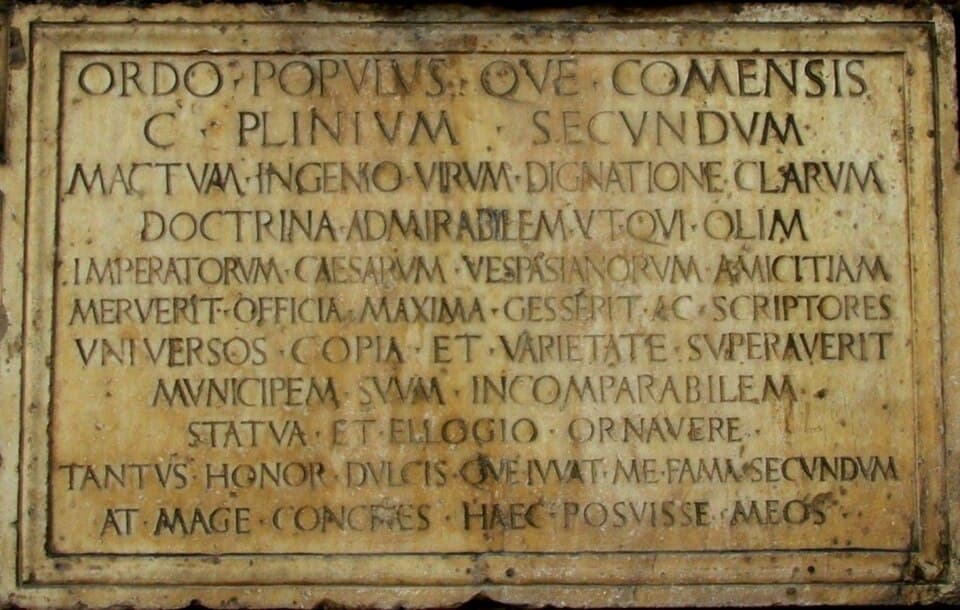 ORDO · POPVLVS · QVE · COMENSIS
C · PLINIVM · SECVNDVM ·
MACTVM · INGENIO · VIRVM · DIGNATIONE · CLARVM
DOCTRINA · ADMIRABILEM · VT · QVI · OLIM
IMPERATORVM · CAESARVM · VESPASIANORVM · AMICITIAM
MERVERIT · OFFICIA · MAXIMA · GESSERIT · AC · SCRIPTORES
VNIVERSOS · COPIA · ET · VARIETATE · SVPERAVERIT
MVNICIPEM · SVVM · INCOMPARABILEM ·
STATVA · ET · ELLOGIO · ORNAVERE ·
TANTVS · HONOR · DVLCIS · QVE · IVVAT · ME · FAMA · SECVNDVM
AT · MAGE · CONCIVES · HAEC · POSVISSE · MEOS ·